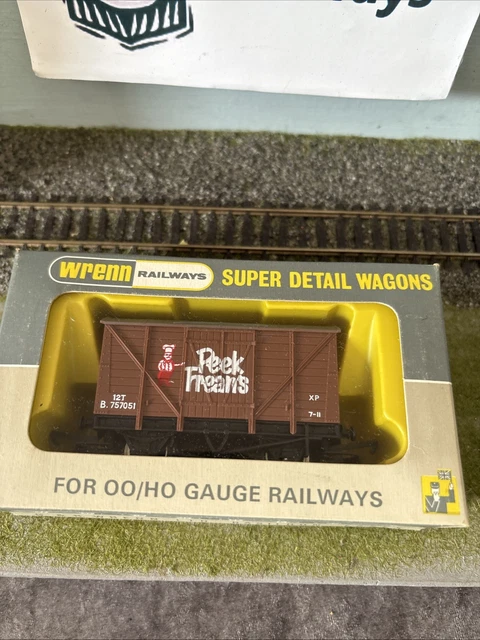 wrenn RAILWAYS SUPER DETAIL WAGONS
Peek
Frean's
12T
B. 757051
XP
7-11
FOR OO/HO GAUGE RAILWAYS